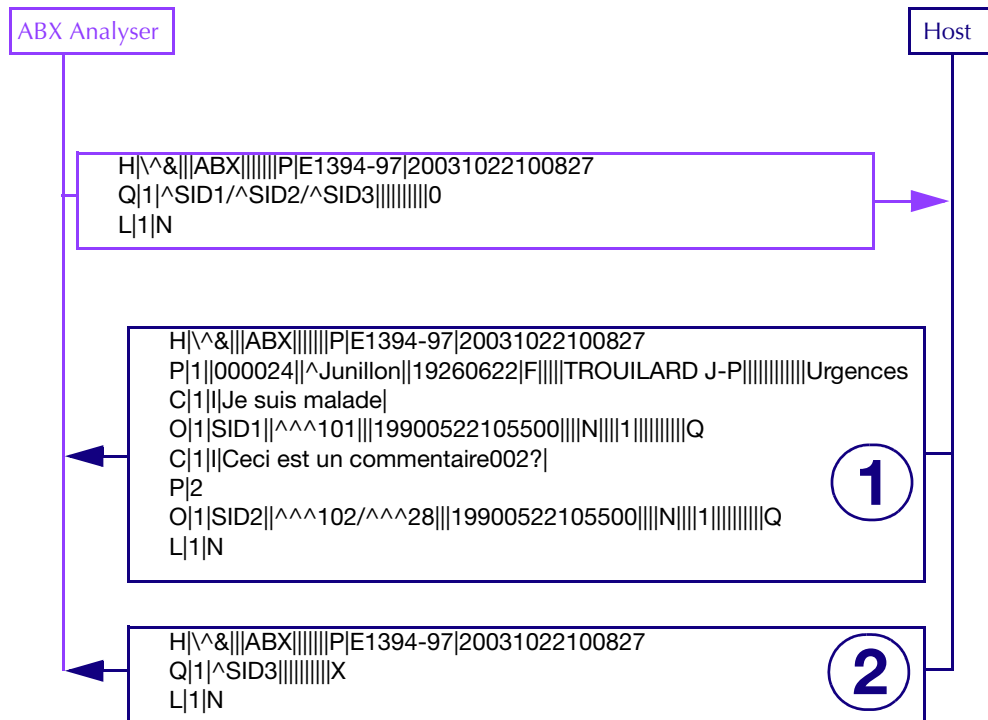 ABX Analyser
Host
H|\^&|||ABX|||||||P|E1394-97|20031022100827
Q|1|^SID1/^SID2/^SID3||||||||||0
L|1|N
H|\^&|||ABX|||||||P|E1394-97|20031022100827
P|1||000024||^Junillon||19260622|F|||||TROUILARD J-P||||||||||||Urgences
C|1|I|Je suis malade|
O|1|SID1||^^^101|||19900522105500||||N||||1||||||||||Q
C|1|I|Ceci est un commentaire002?|
P|2
O|1|SID2||^^^102/^^^28|||19900522105500||||N||||1||||||||||Q
L|1|N
1
H|\^&|||ABX|||||||P|E1394-97|20031022100827
Q|1|^SID3||||||||||X
L|1|N
2